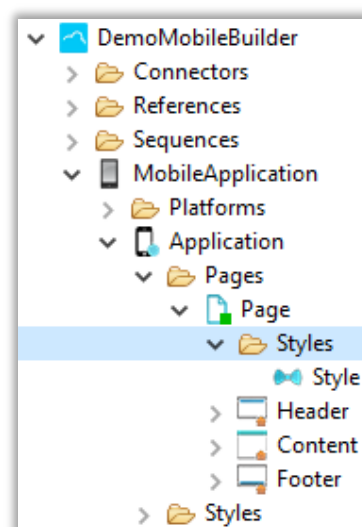 DemoMobileBuilder
Connectors
References
Sequences
MobileApplication
Platforms
Application
Pages
Page
Styles
Style
Header
Content
Footer
Styles